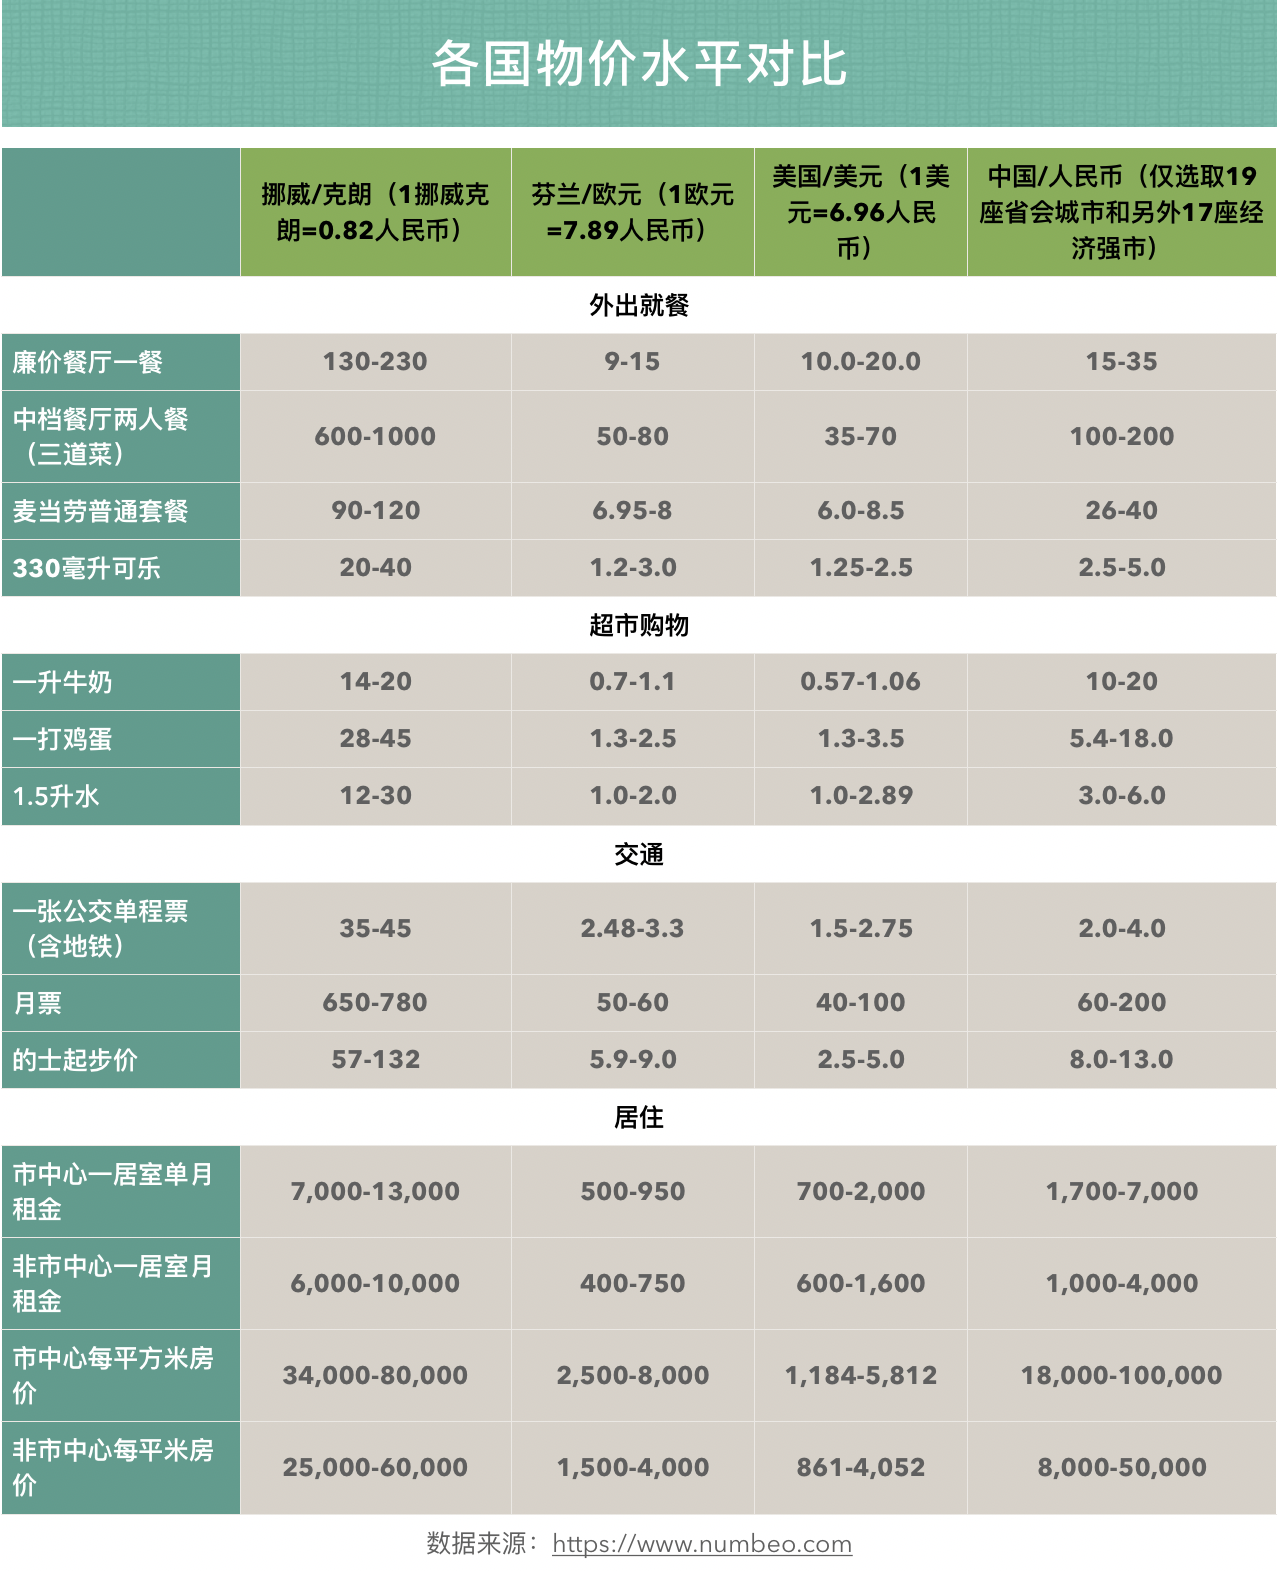 各国物价水平对比
挪威/克朗（1挪威克
朗=0.82人民币）
芬兰/欧元（1欧元
=7.89人民币）
美国/美元（1美
元=6.96人民
币）
中国/人民币（仅选取19
座省会城市和另外17座经
济强市）
外出就餐
廉价餐厅一餐
130-230
9-15
10.0-20.0
15-35
中档餐厅两人餐
（三道菜）
600-1000
50-80
35-70
100-200
麦当劳普通套餐
90-120
6.95-8
6.0-8.5
26-40
330毫升可乐
20-40
1.2-3.0
1.25-2.5
2.5-5.0
超市购物
一升牛奶
14-20
0.7-1.1
0.57-1.06
10-20
一打鸡蛋
28-45
1.3-2.5
1.3-3.5
5.4-18.0
1.5升水
12-30
1.0-2.0
1.0-2.89
3.0-6.0
交通
一张公交单程票
（含地铁）
35-45
2.48-3.3
1.5-2.75
2.0-4.0
月票
650-780
50-60
40-100
60-200
的士起步价
57-132
5.9-9.0
2.5-5.0
8.0-13.0
居住
市中心一居室单月
租金
7,000-13,000
500-950
700-2,000
1,700-7,000
非市中心一居室月
租金
6,000-10,000
400-750
600-1,600
1,000-4,000
市中心每平方米房
价
34,000-80,000
2,500-8,000
1,184-5,812
18,000-100,000
非市中心每平米房
价
25,000-60,000
1,500-4,000
861-4,052
8,000-50,000
数据来源：https://www.numbeo.com